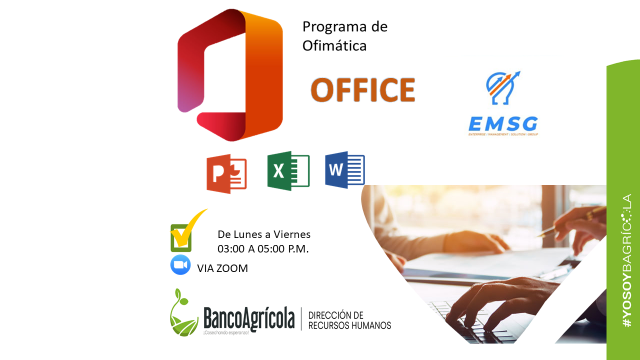 Programa de
Ofimática
OFFICE
EMSG
P
X
W
De Lunes a Viernes
03:00 A 05:00 P.M.
VIA ZOOM
BancoAgrícola
DIRECCIÓN DE
RECURSOS HUMANOS
#YOSOYBAGRÍCOLA